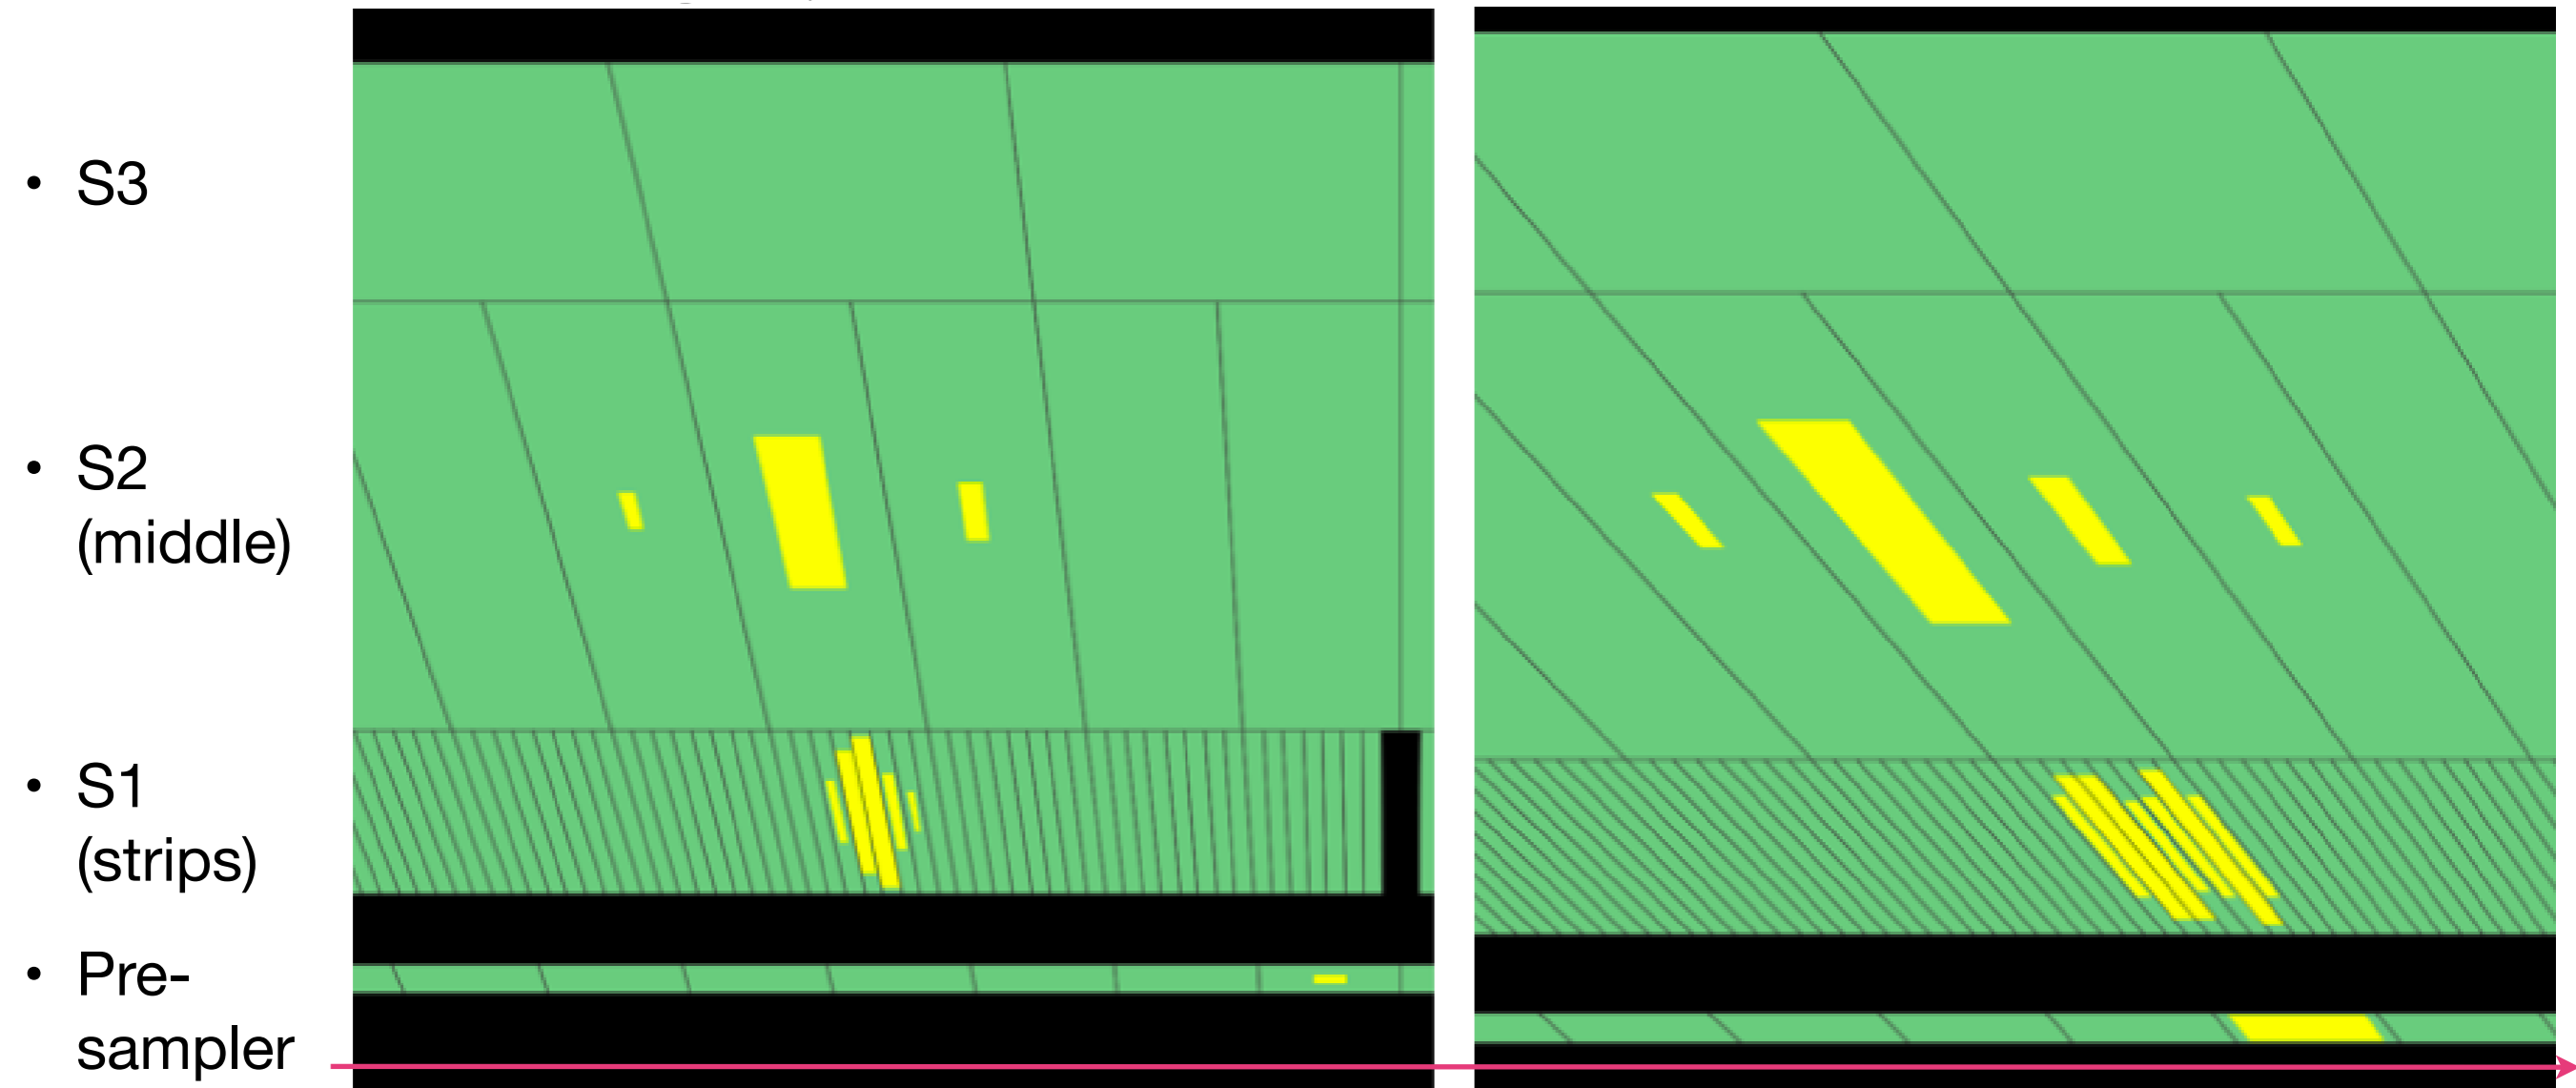 • S3
• S2
(middle)
• S1
(strips)
• Pre-
sampler